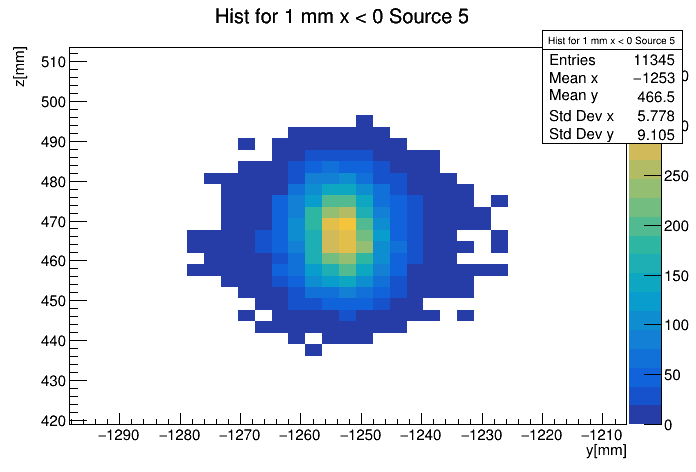 Hist for 1 mm x < 0 Source 5
z[mm]
510
500
490
480
470
460
450
440
430
420
−1290 −1280 −1270 −1260 −1250 −1240 −1230 −1220 −1210
y[mm]
Hist for 1 mm x < 0 Source 5
Entries 11345
Mean x −1253
Mean y 466.5
Std Dev x 5.778
Std Dev y 9.105
0
0
250
200
150
100
50
0